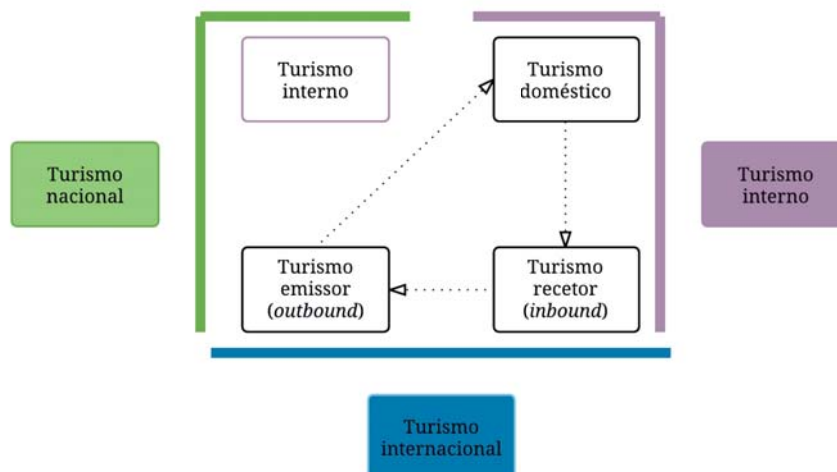 Turismo
interno
Turismo
doméstico
Turismo
nacional
Turismo
interno
Turismo
emissor
(outbound)
Turismo
recetor
(inbound)
Turismo
internacional